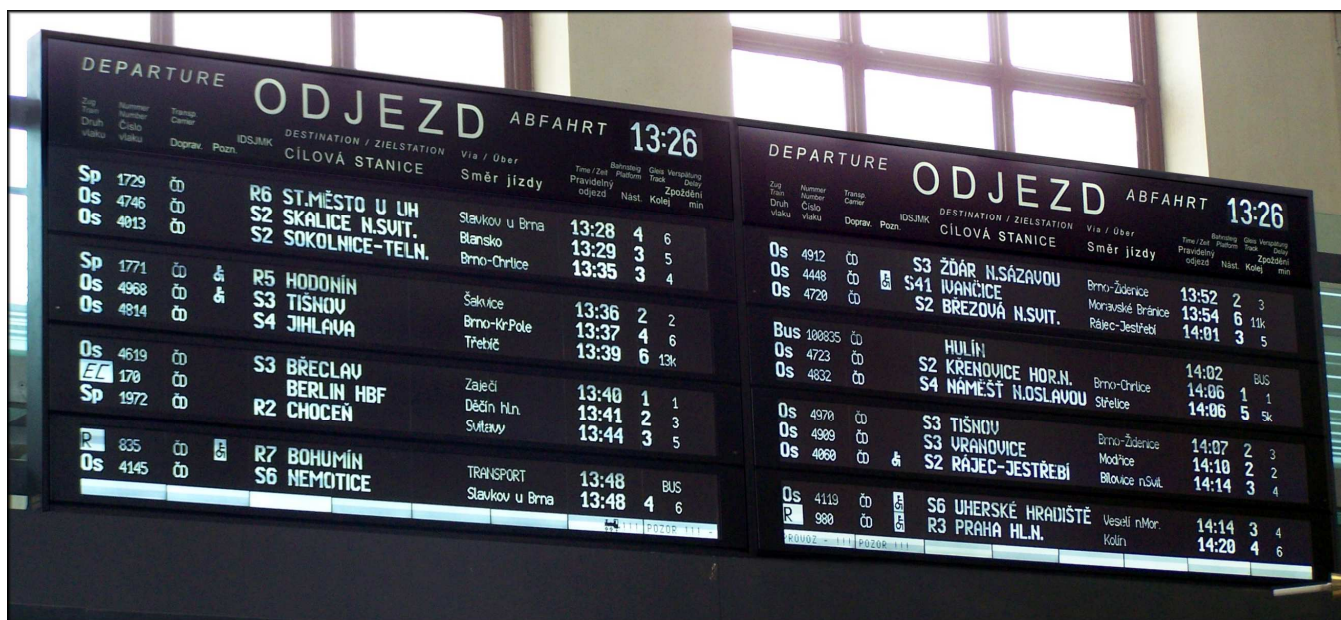 DEPARTURE ODJEZD ABFAHRT 13:26
Zug Nummer Transp. DESTINATION / ZIELSTATION Via / Über Time / Zeit Bahnsteig Gleis Verspätung
Train Number Carrier Platform Track Delay
Druh Číslo IDSJMK CÍLOVÁ STANICE Směr jízdy Pravidelný Zpoždění
vlaku vlaku Doprav. Pozn. odjezd Nást. Kolej min
Sp 1729 ČD R6 ST.MĚSTO U UH Slavkov u Brna 13:28 4 6
Os 4746 ČD S2 SKALICE N.SVIT. Blansko 13:29 3 5
Os 4013 ČD S2 SOKOLNICE-TELN. Brno-Chrlice 13:35 3 4
Sp 1771 ČD R5 HODONÍN Šakvice 13:36 2 2
Os 4968 ČD S3 TIŠNOV Brno-Kr.Pole 13:37 4 6
Os 4814 ČD S4 JIHLAVA Třebíč 13:39 6 13k
Os 4619 ČD S3 BŘECLAV Zaječí 13:40 1 1
EC 170 ČD BERLIN HBF Děčín hl.n. 13:41 2 3
Sp 1972 ČD R2 CHOCEŇ Svitavy 13:44 3 5
R 835 ČD R7 BOHUMÍN TRANSPORT 13:48 BUS
Os 4145 ČD S6 NEMOTICE Slavkov u Brna 13:48 4 6
!!! POZOR !!! -
DEPARTURE ODJEZD ABFAHRT 13:26
Zug Nummer Transp. DESTINATION / ZIELSTATION Via / Über Time / Zeit Bahnsteig Gleis Verspätung
Train Number Carrier Platform Track Delay
Druh Číslo IDSJMK CÍLOVÁ STANICE Směr jízdy Pravidelný Zpoždění
vlaku vlaku Doprav. Pozn. odjezd Nást. Kolej min
Os 4912 ČD S3 ŽĎÁR N.SÁZAVOU Brno-Židenice 13:52 2 3
Os 4448 ČD S41 IVANČICE Moravské Bránice 13:54 6 11k
Os 4720 ČD S2 BŘEZOVÁ N.SVIT. Rájec-Jestřebí 14:01 3 5
Bus 100835 ČD HULÍN 14:02 BUS
Os 4723 ČD S2 KŘENOVICE HOR.N. Brno-Chrlice 14:06 1 1
Os 4832 ČD S4 NÁMĚŠŤ N.OSLAVOU Střelice 14:06 5 5k
Os 4970 ČD S3 TIŠNOV Brno-Židenice 14:07 2 3
Os 4909 ČD S3 VRANOVICE Modřice 14:10 2 2
Os 4060 ČD S2 RÁJEC-JESTŘEBÍ Bílovice n.Svit. 14:14 3 4
Os 4119 ČD S6 UHERSKÉ HRADIŠTĚ Veselí n.Mor. 14:14 3 4
R 980 ČD R3 PRAHA HL.N. Kolín 14:20 4 6
PROVOZ - !!! POZOR !!!